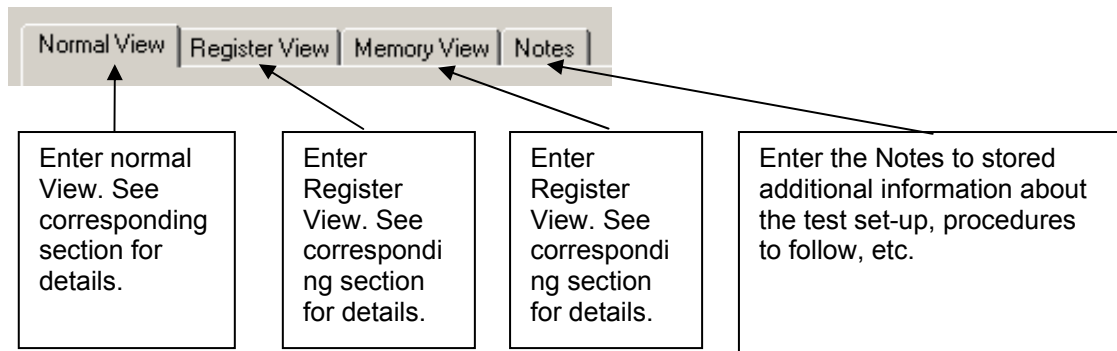 Normal View Register View Memory View Notes
Enter normal
View. See
corresponding
section for
details.
Enter
Register
View. See
correspondi
ng section
for details.
Enter
Register
View. See
correspondi
ng section
for details.
Enter the Notes to stored
additional information about
the test set-up, procedures
to follow, etc.